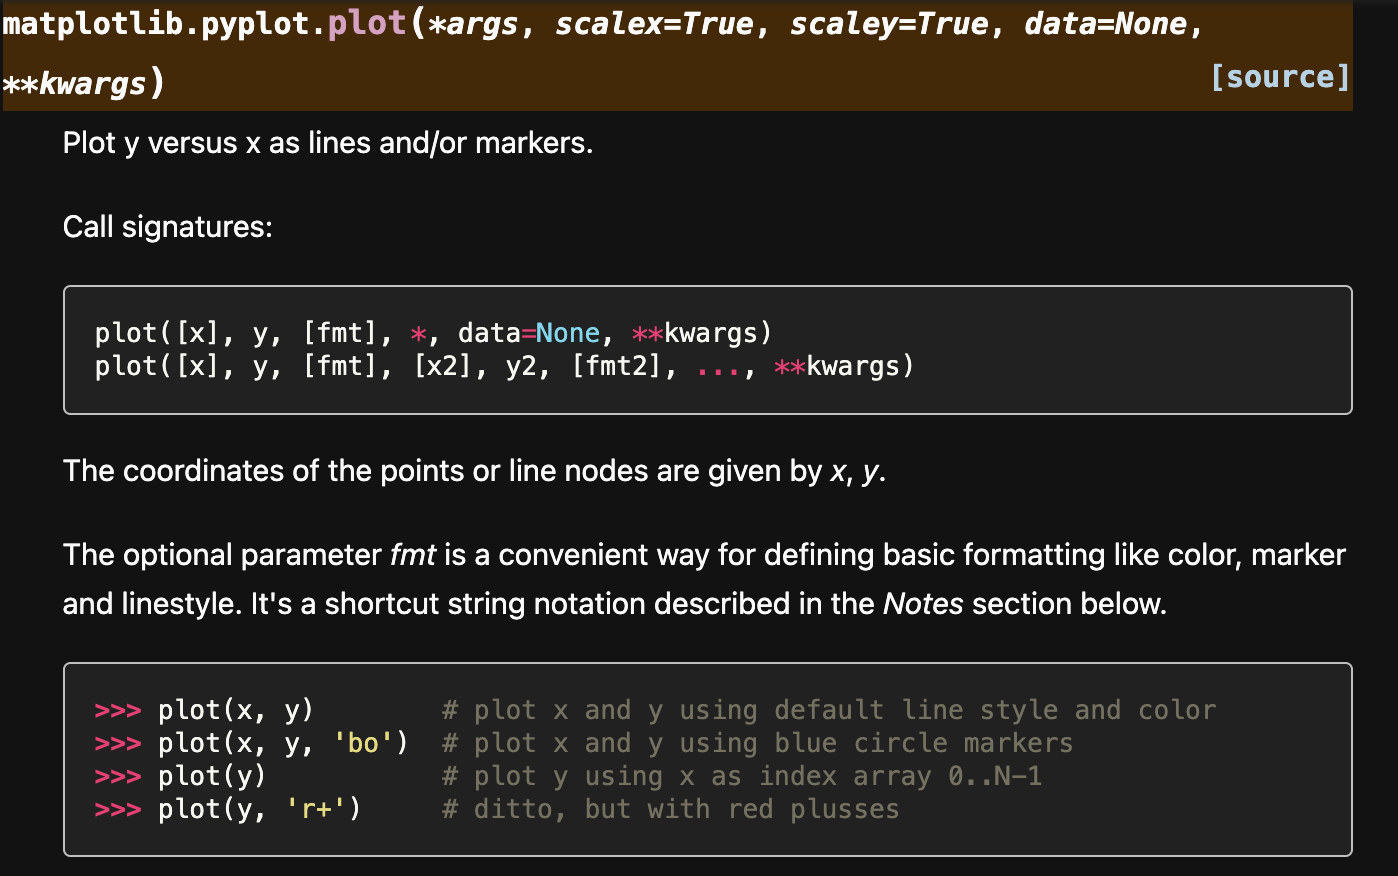 matplotlib.pyplot.plot(*args, scalex=True, scaley=True, data=None,
**kwargs)
[source]
Plot y versus x as lines and/or markers.
Call signatures:
plot([x], y, [fmt], *, data=None, **kwargs)
plot([x], y, [fmt], [x2], y2, [fmt2], ..., **kwargs)
The coordinates of the points or line nodes are given by x, y.
The optional parameter fmt is a convenient way for defining basic formatting like color, marker
and linestyle. It's a shortcut string notation described in the Notes section below.
>>> plot(x, y)        # plot x and y using default line style and color
>>> plot(x, y, 'bo')  # plot x and y using blue circle markers
>>> plot(y)           # plot y using x as index array 0..N-1
>>> plot(y, 'r+')     # ditto, but with red plusses